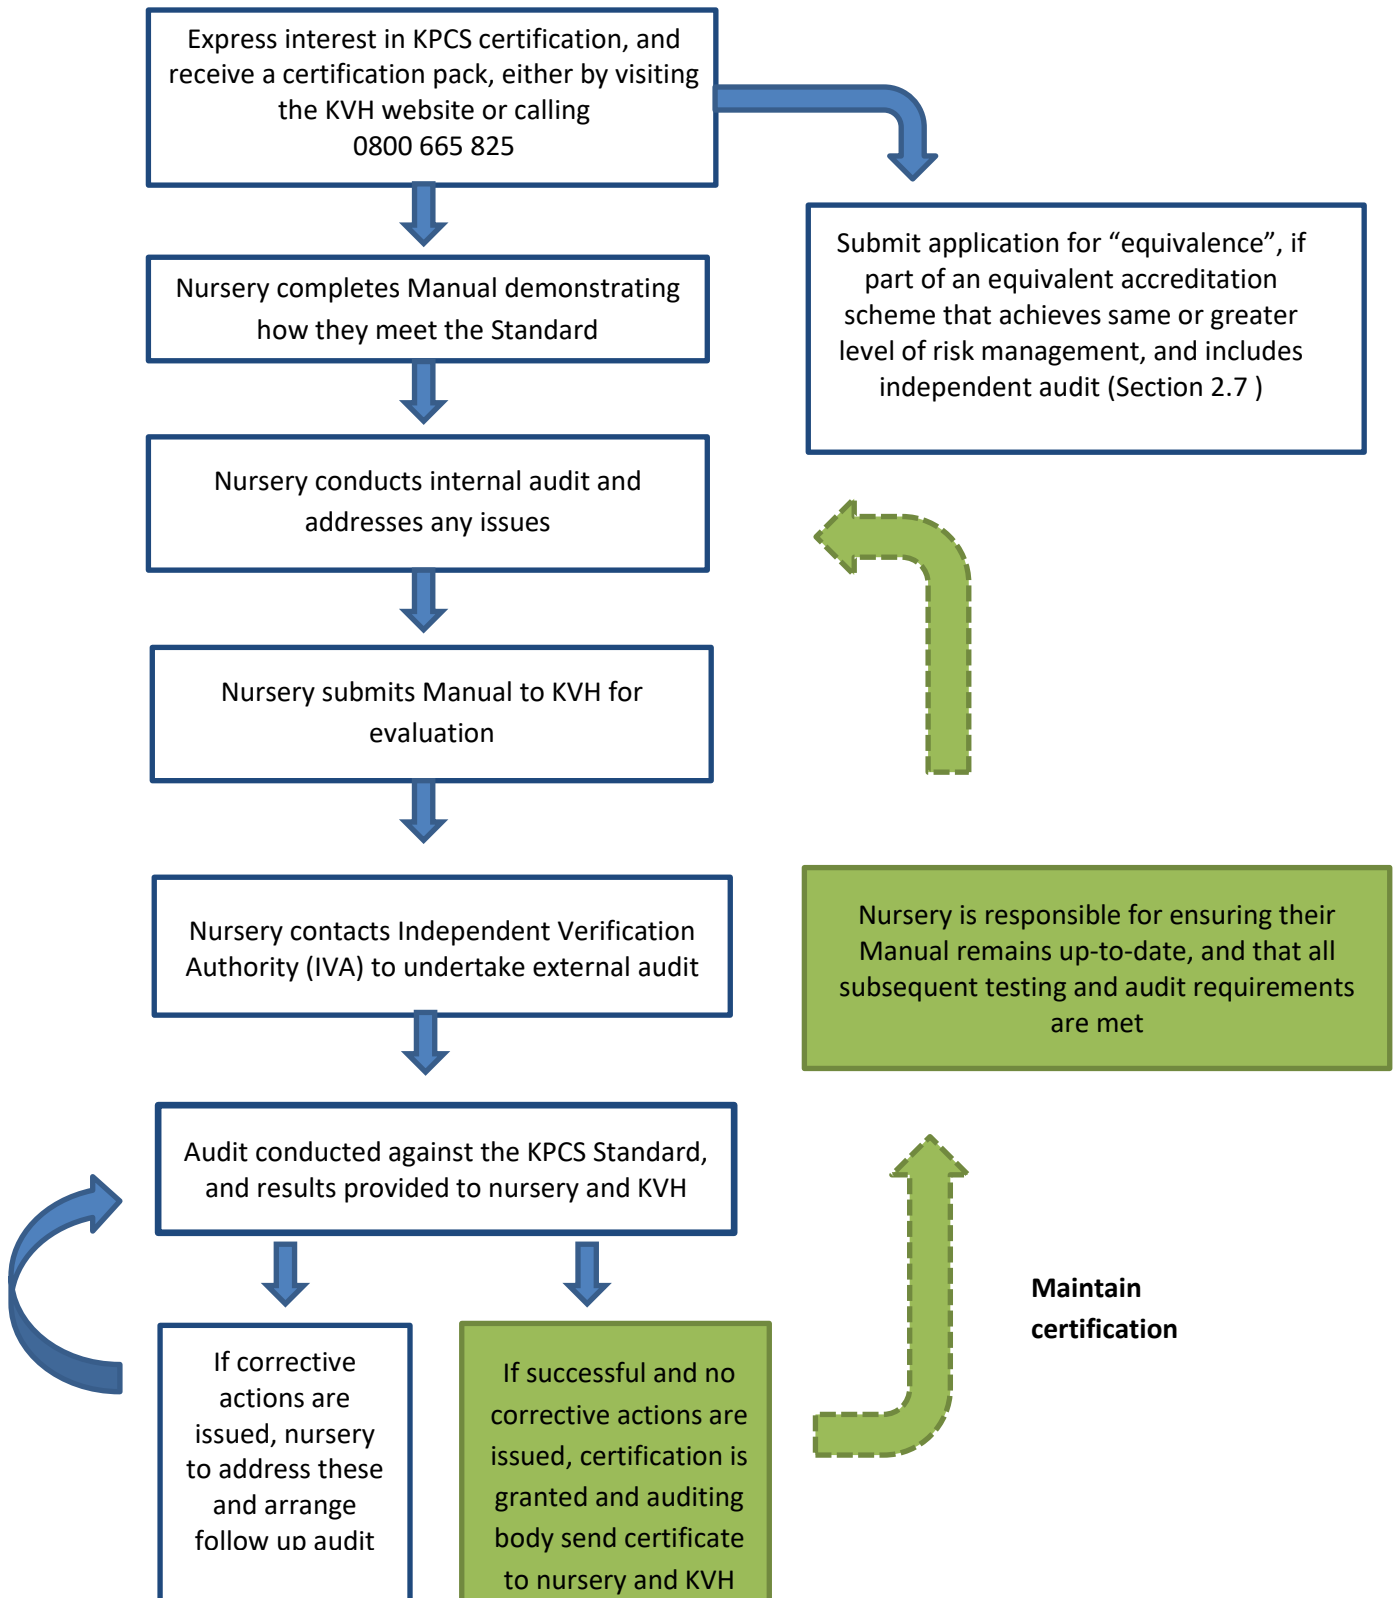 Express interest in KPCS certification, and
receive a certification pack, either by visiting
the KVH website or calling
0800 665 825
Submit application for “equivalence”, if
part of an equivalent accreditation
scheme that achieves same or greater
level of risk management, and includes
independent audit (Section 2.7 )
Nursery completes Manual demonstrating
how they meet the Standard
Nursery conducts internal audit and
addresses any issues
Nursery submits Manual to KVH for
evaluation
Nursery contacts Independent Verification
Authority (IVA) to undertake external audit
Nursery is responsible for ensuring their
Manual remains up-to-date, and that all
subsequent testing and audit requirements
are met
Audit conducted against the KPCS Standard,
and results provided to nursery and KVH
Maintain
certification
If corrective
actions are
issued, nursery
to address these
and arrange
follow up audit
If successful and no
corrective actions are
issued, certification is
granted and auditing
body send certificate
to nursery and KVH